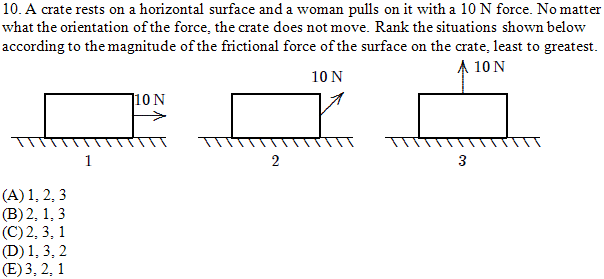 10. A crate rests on a horizontal surface and a woman pulls on it with a 10 N force. No matter
what the orientation of the force, the crate does not move. Rank the situations shown below
according to the magnitude of the frictional force of the surface on the crate, least to greatest.
10 N
10 N
10 N
1
2
3
(A) 1, 2, 3
(B) 2, 1, 3
(C) 2, 3, 1
(D) 1, 3, 2
(E) 3, 2, 1